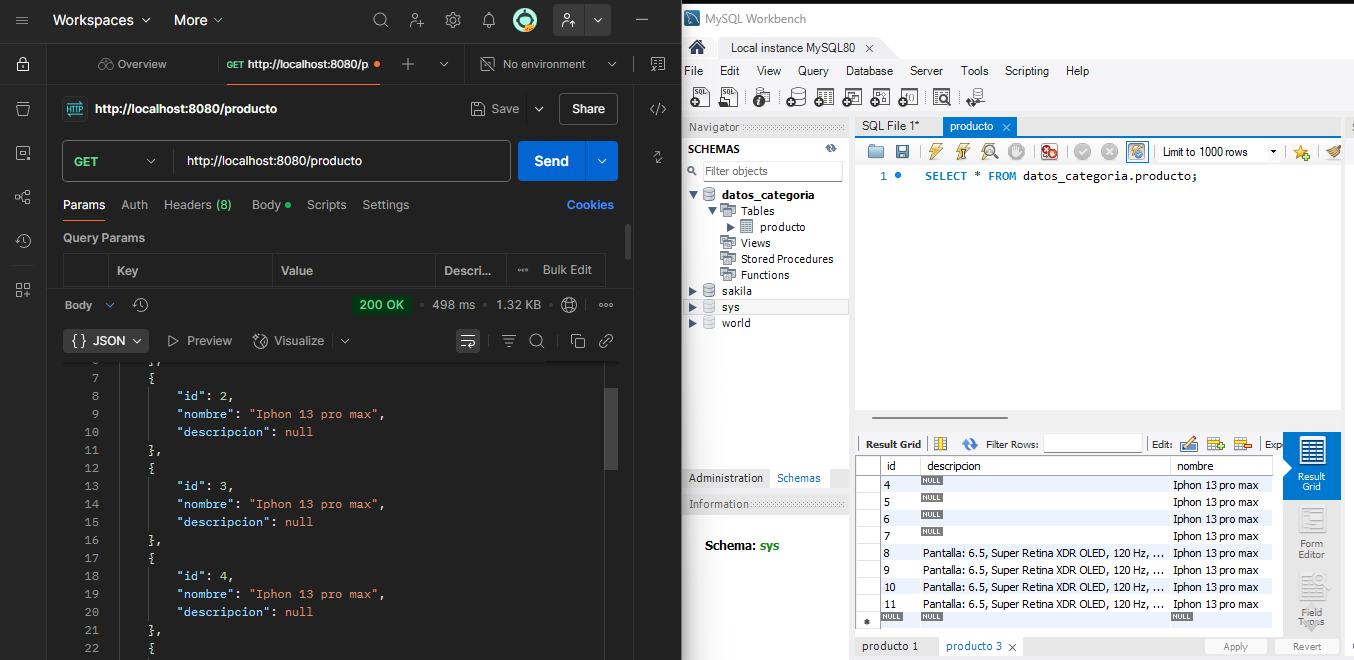 Workspaces More
Overview GET http://localhost:8080/p No environment
HTTP http://localhost:8080/producto Save Share
GET http://localhost:8080/producto Send
Params Auth Headers (8) Body Scripts Settings Cookies
Query Params
Key Value Descri... Bulk Edit
Body 200 OK 498 ms 1.32 KB
{} JSON Preview Visualize
},
7 {
8 "id": 2,
9 "nombre": "Iphon 13 pro max",
10 "descripcion": null
11 },
12 {
13 "id": 3,
14 "nombre": "Iphon 13 pro max",
15 "descripcion": null
16 },
17 {
18 "id": 4,
19 "nombre": "Iphon 13 pro max",
20 "descripcion": null
21 },
22 {
MySQL Workbench
Local instance MySQL80
File Edit View Query Database Server Tools Scripting Help
Navigator
SCHEMAS
Filter objects
datos_categoria
Tables
producto
Views
Stored Procedures
Functions
sakila
sys
world
Administration Schemas
Information
Schema: sys
SQL File 1* producto
Limit to 1000 rows
1 SELECT * FROM datos_categoria.producto;
Result Grid Filter Rows: Edit: Expo
id descripcion nombre
4 NULL Iphon 13 pro max
5 NULL Iphon 13 pro max
6 NULL Iphon 13 pro max
7 NULL Iphon 13 pro max
8 Pantalla: 6.5, Super Retina XDR OLED, 120 Hz, ... Iphon 13 pro max
9 Pantalla: 6.5, Super Retina XDR OLED, 120 Hz, ... Iphon 13 pro max
10 Pantalla: 6.5, Super Retina XDR OLED, 120 Hz, ... Iphon 13 pro max
11 Pantalla: 6.5, Super Retina XDR OLED, 120 Hz, ... Iphon 13 pro max
NULL NULL NULL
Result
Grid
Form
Editor
Field
Types
producto 1 producto 3 Apply Revert